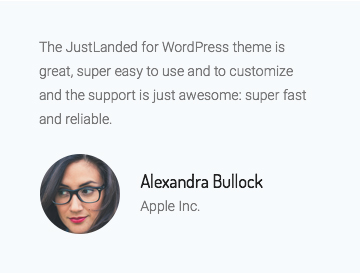 The JustLanded for WordPress theme is
great, super easy to use and to customize
and the support is just awesome: super fast
and reliable.
Alexandra Bullock
Apple Inc.